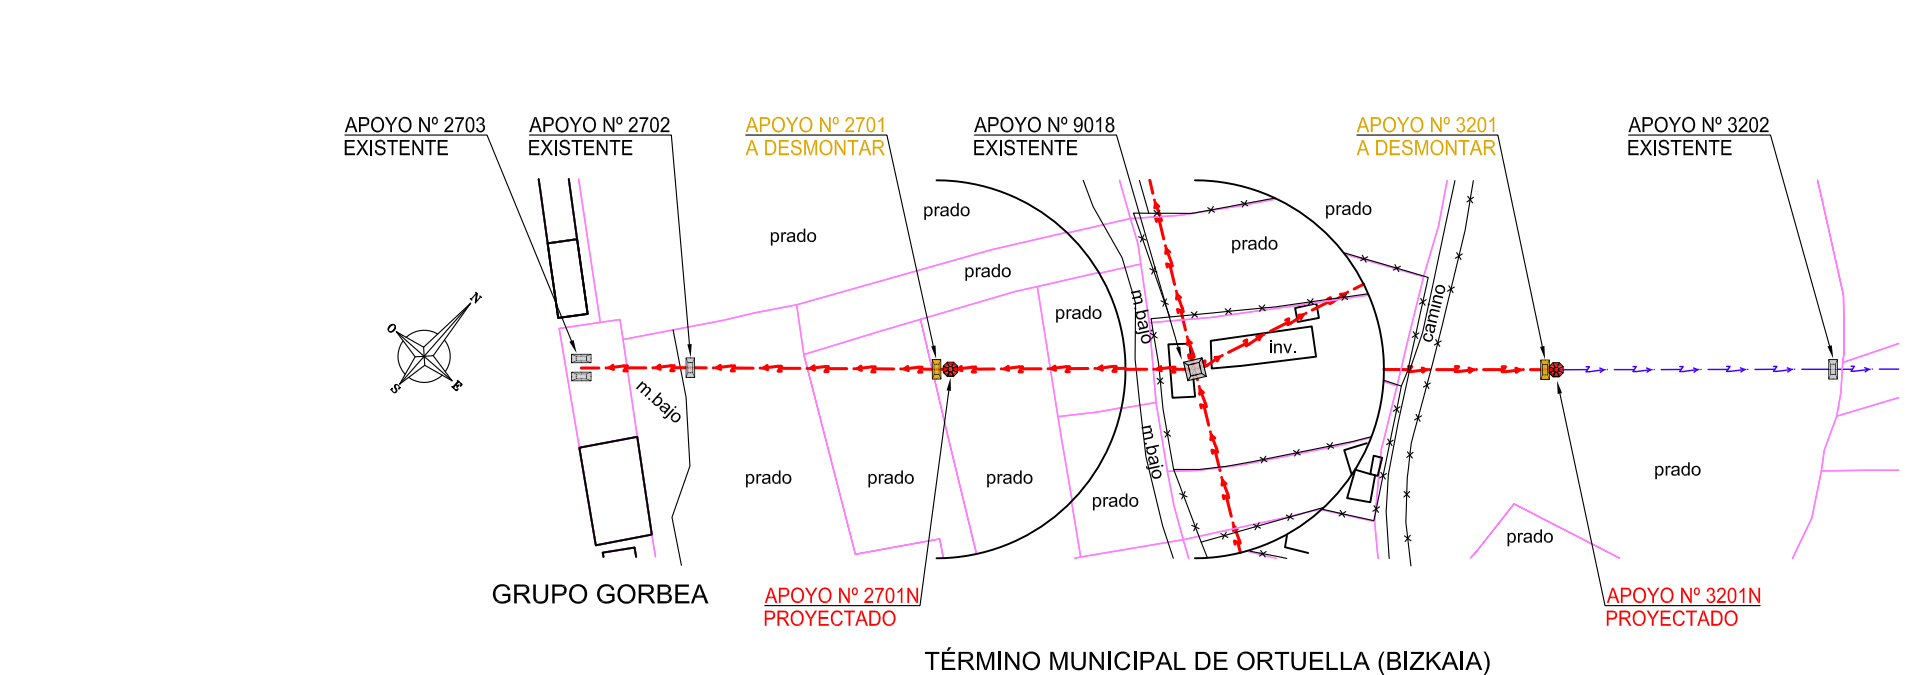 APOYO Nº 2703
EXISTENTE
APOYO Nº 2702
EXISTENTE
APOYO Nº 2701
A DESMONTAR
APOYO Nº 9018
EXISTENTE
APOYO Nº 3201
A DESMONTAR
APOYO Nº 3202
EXISTENTE
prado
prado
prado
prado
prado
prado
m.bajo
camino
inv.
N
O
S
E
m.bajo
m.bajo
prado
prado
prado
prado
prado
prado
GRUPO GORBEA
APOYO Nº 2701N
PROYECTADO
APOYO Nº 3201N
PROYECTADO
TÉRMINO MUNICIPAL DE ORTUELLA (BIZKAIA)